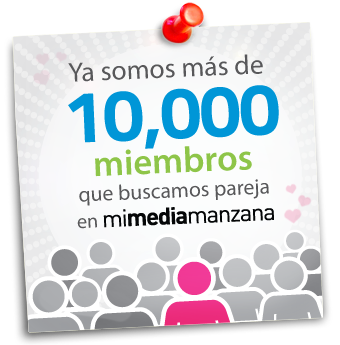 Ya somos más de
10,000
miembros
que buscamos pareja
en mimediamanzana